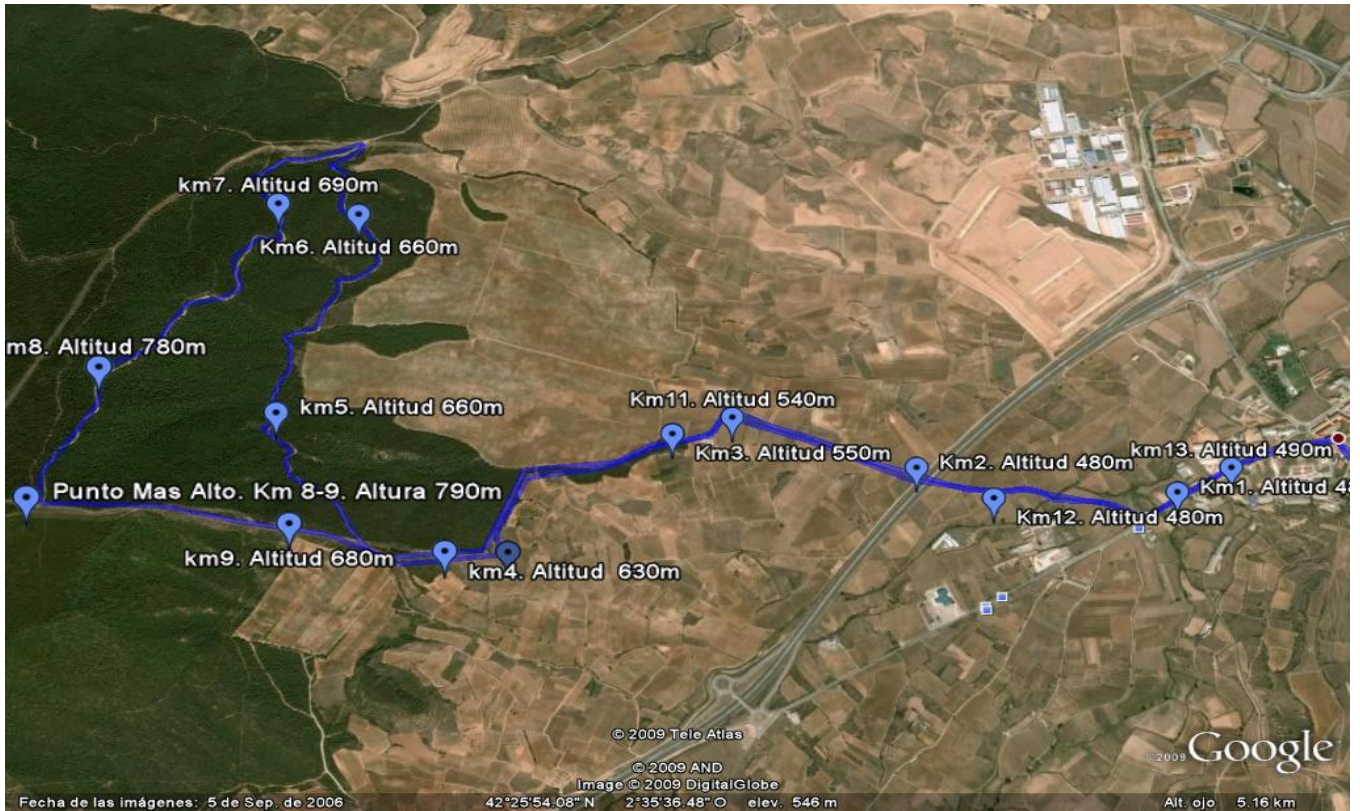 km7. Altitud 690m
Km6. Altitud 660m
m8. Altitud 780m
km5. Altitud 660m
Km11. Altitud 540m
Km3. Altitud 550m
km13. Altitud 490m
Km2. Altitud 480m
Km1. Altitud 48
Punto Mas Alto. Km 8-9. Altura 790m
Km12. Altitud 480m
km9. Altitud 680m
km4. Altitud 630m
© 2009 Tele Atlas
© 2009 AND
Image © 2009 DigitalGlobe
©2009 Google
Fecha de las imágenes: 5 de Sep. de 2006 42°25'54.08" N 2°35'36.48" O elev. 546 m Alt. ojo 5.16 km